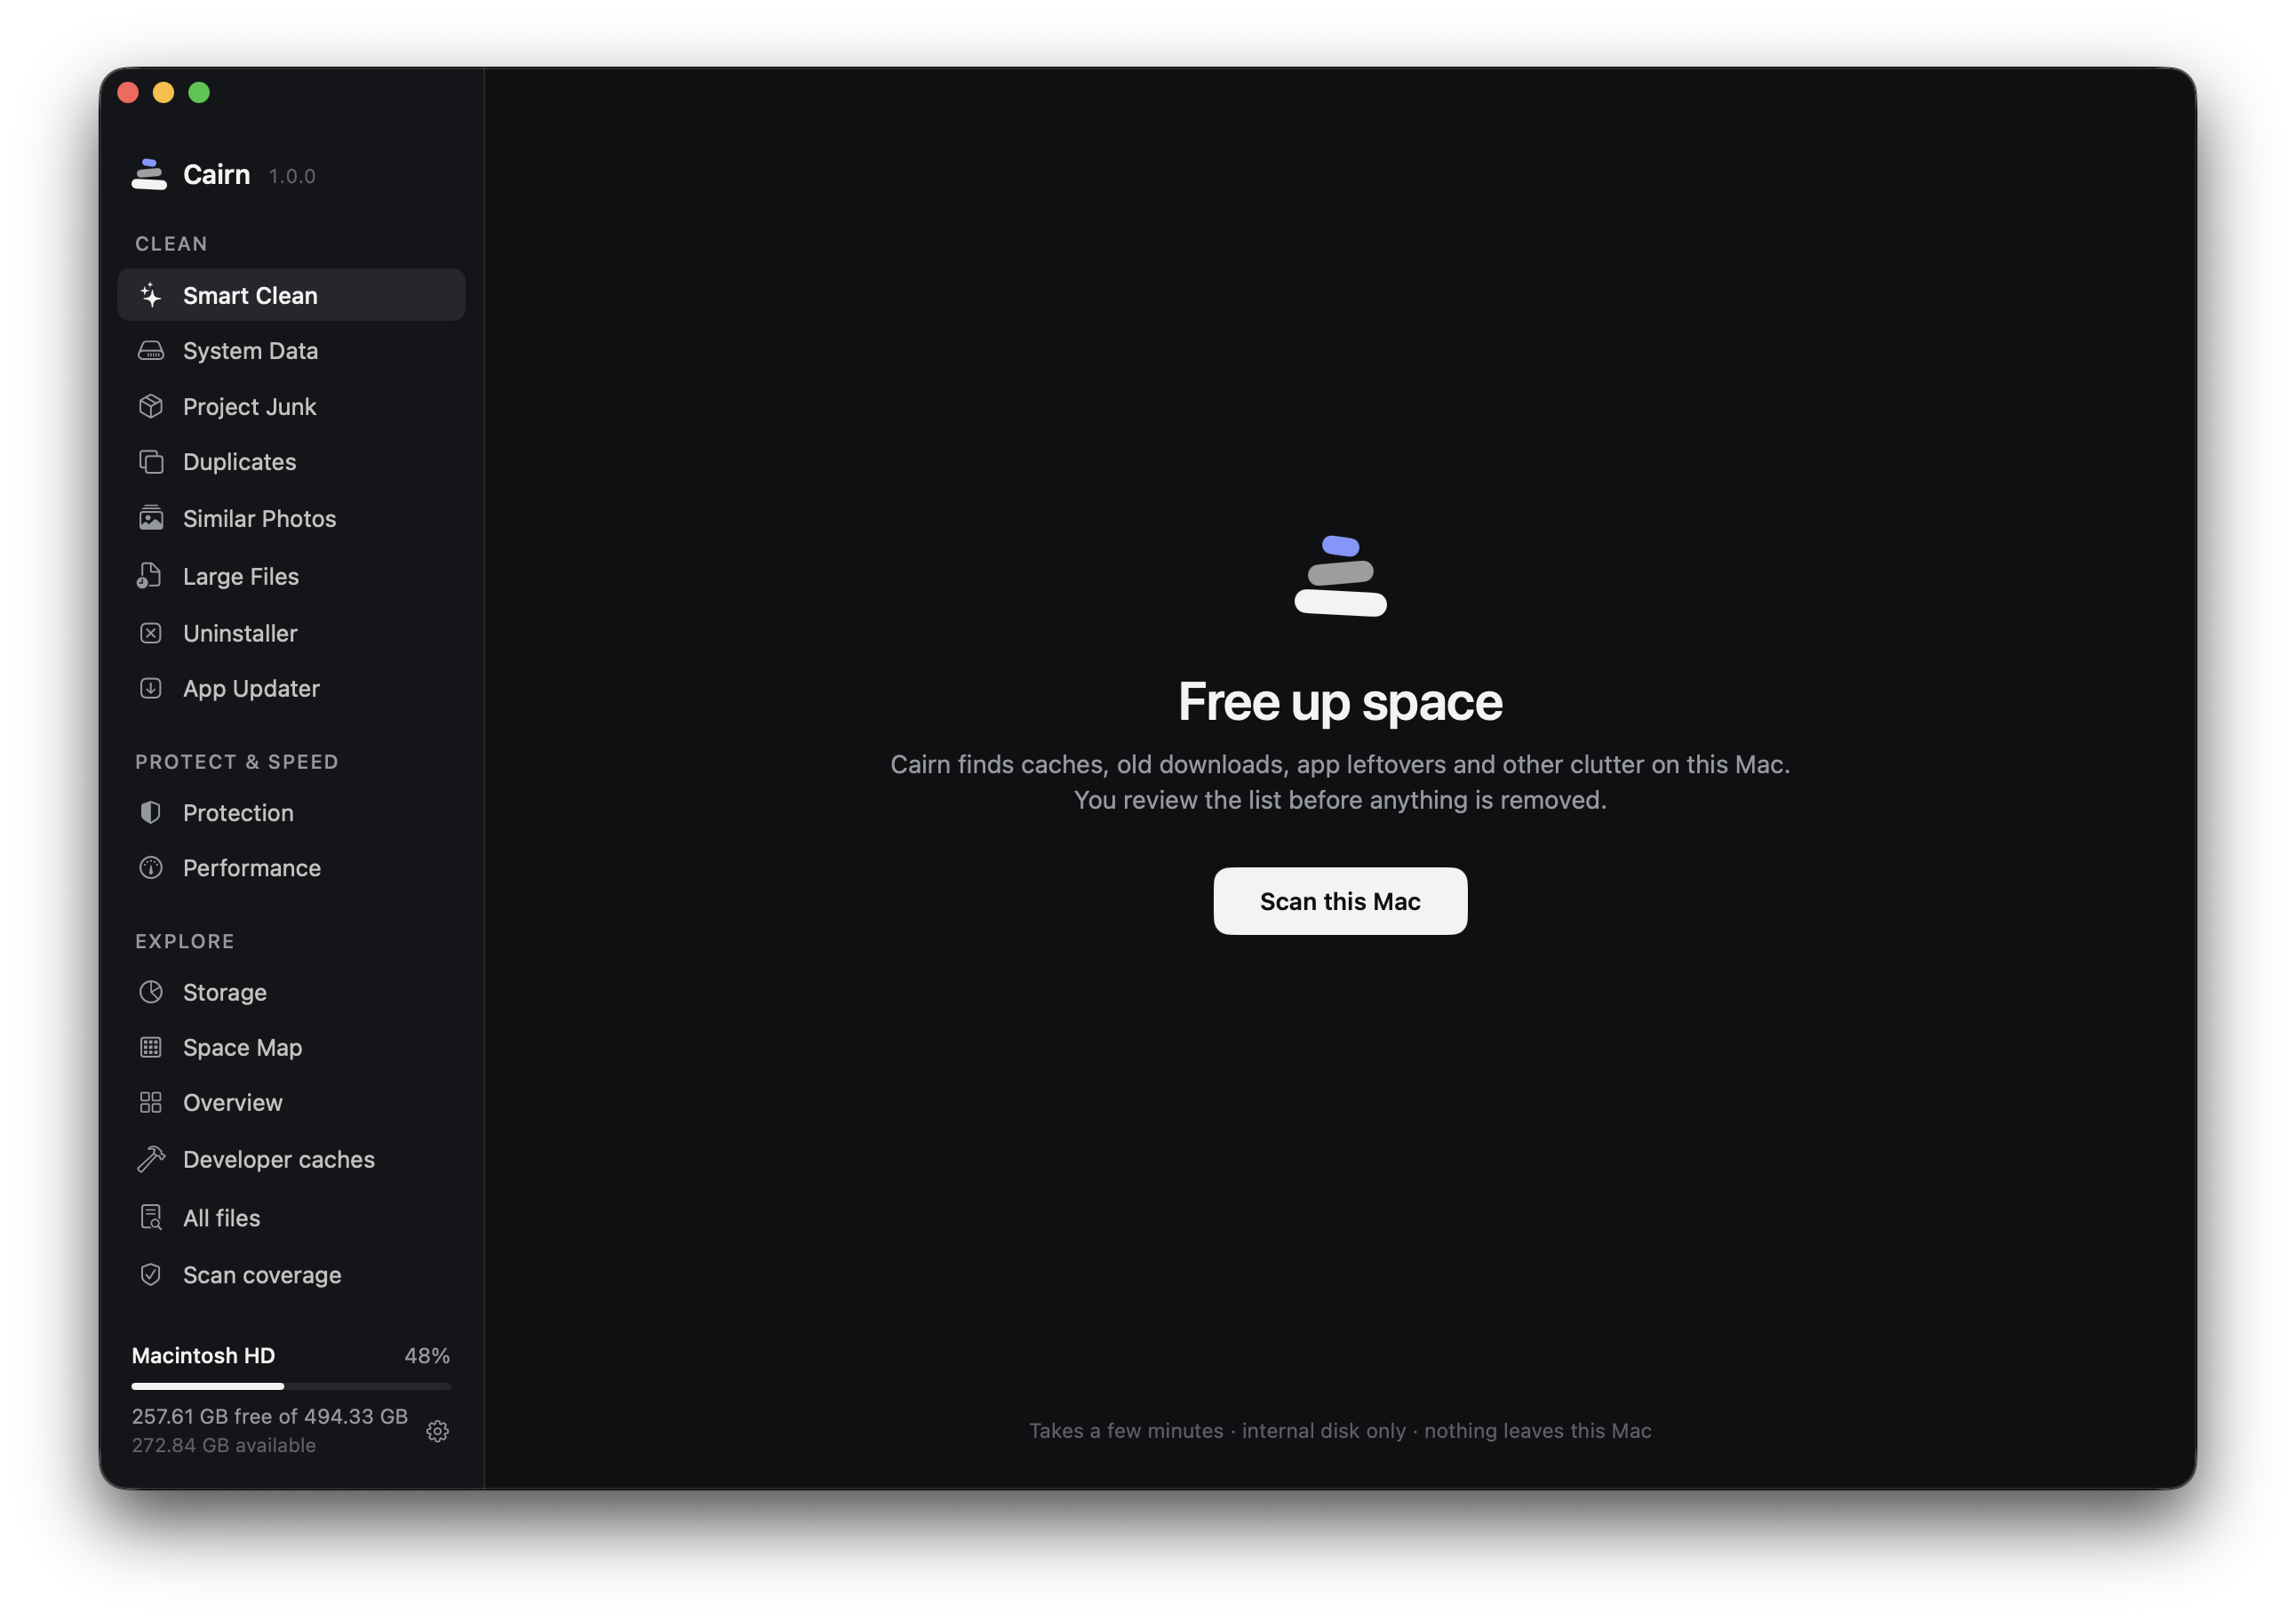 Cairn 1.0.0
CLEAN
Smart Clean
System Data
Project Junk
Duplicates
Similar Photos
Large Files
Uninstaller
App Updater
PROTECT & SPEED
Protection
Performance
EXPLORE
Storage
Space Map
Overview
Developer caches
All files
Scan coverage
Macintosh HD 48%
257.61 GB free of 494.33 GB
272.84 GB available
Free up space
Cairn finds caches, old downloads, app leftovers and other clutter on this Mac.
You review the list before anything is removed.
Scan this Mac
Takes a few minutes · internal disk only · nothing leaves this Mac